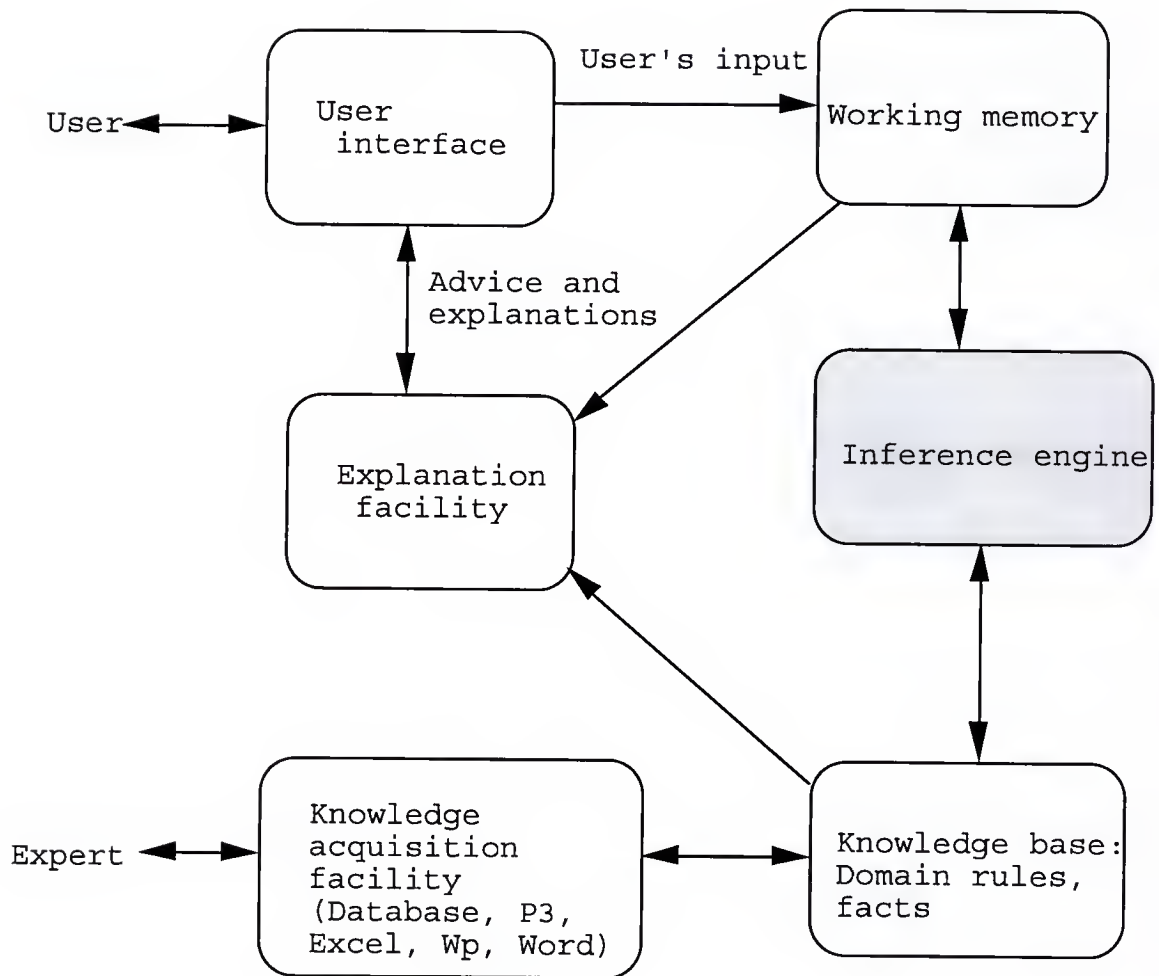 User's input
User
User
interface
Working memory
Advice and
explanations
Explanation
facility
Inference engine
Expert
Knowledge
acquisition
facility
(Database, P3,
Excel, Wp, Word)
Knowledge base:
Domain rules,
facts